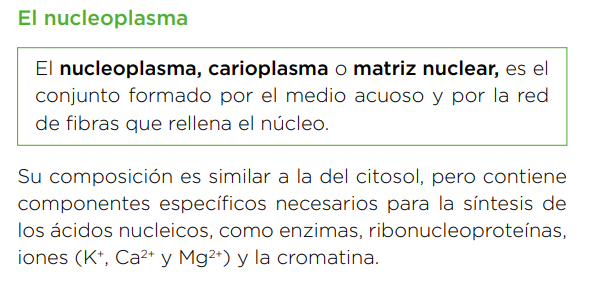 El nucleoplasma
El nucleoplasma, carioplasma o matriz nuclear, es el
conjunto formado por el medio acuoso y por la red
de fibras que rellena el núcleo.
Su composición es similar a la del citosol, pero contiene
componentes específicos necesarios para la síntesis de
los ácidos nucleicos, como enzimas, ribonucleoproteínas,
iones (K⁺, Ca²⁺ y Mg²⁺) y la cromatina.